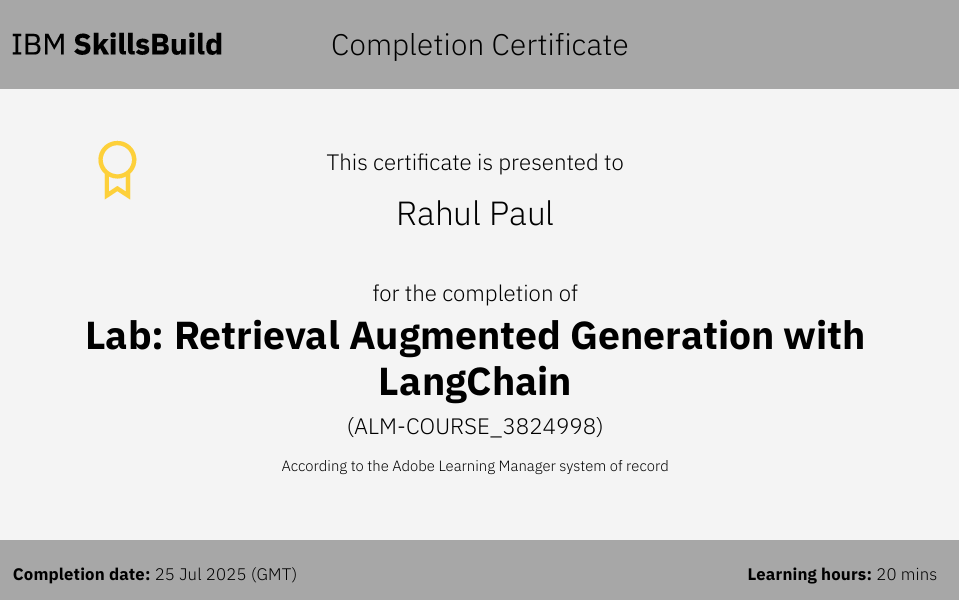 IBM SkillsBuild
Completion Certificate
This certificate is presented to
Rahul Paul
for the completion of
Lab: Retrieval Augmented Generation with
LangChain
(ALM-COURSE_3824998)
According to the Adobe Learning Manager system of record
Completion date: 25 Jul 2025 (GMT)
Learning hours: 20 mins